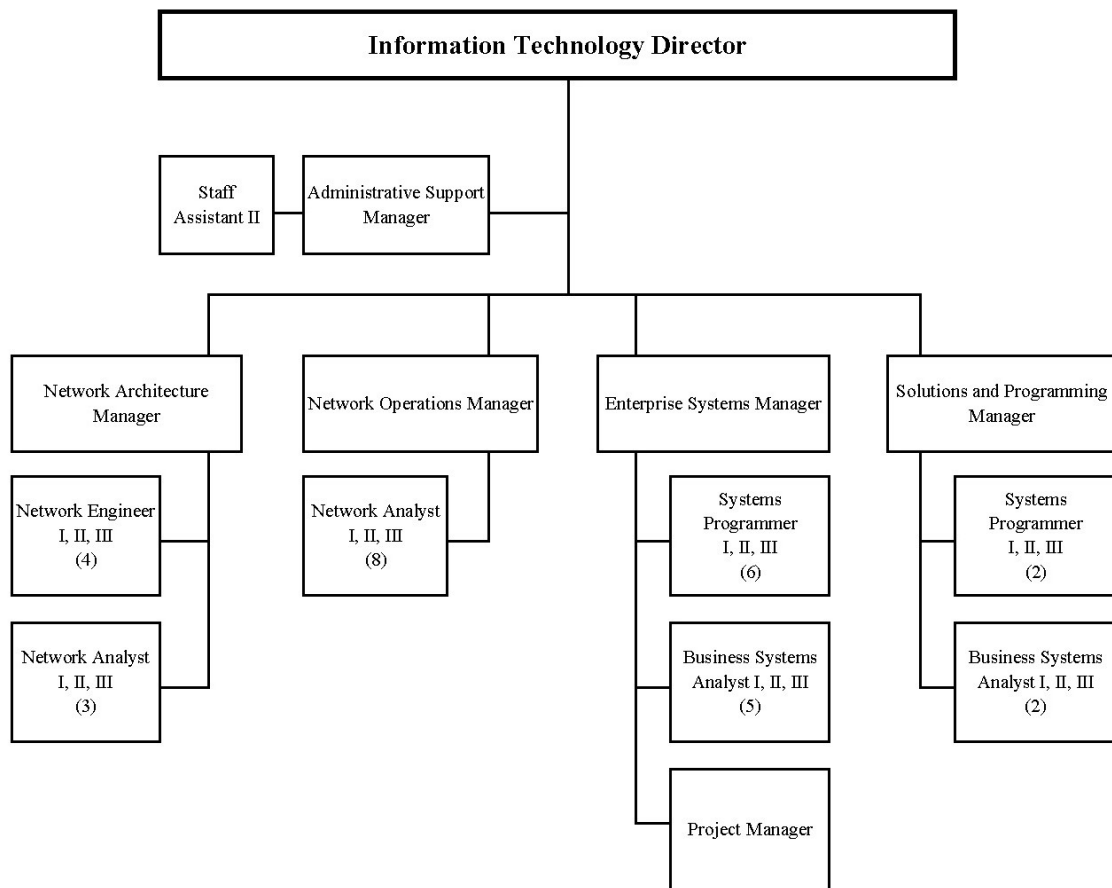 Information Technology Director
Staff
Assistant II
Administrative Support
Manager
Network Architecture
Manager
Network Operations Manager
Enterprise Systems Manager
Solutions and Programming
Manager
Network Engineer
I, II, III
(4)
Network Analyst
I, II, III
(8)
Systems
Programmer
I, II, III
(6)
Systems
Programmer
I, II, III
(2)
Network Analyst
I, II, III
(3)
Business Systems
Analyst I, II, III
(5)
Business Systems
Analyst I, II, III
(2)
Project Manager